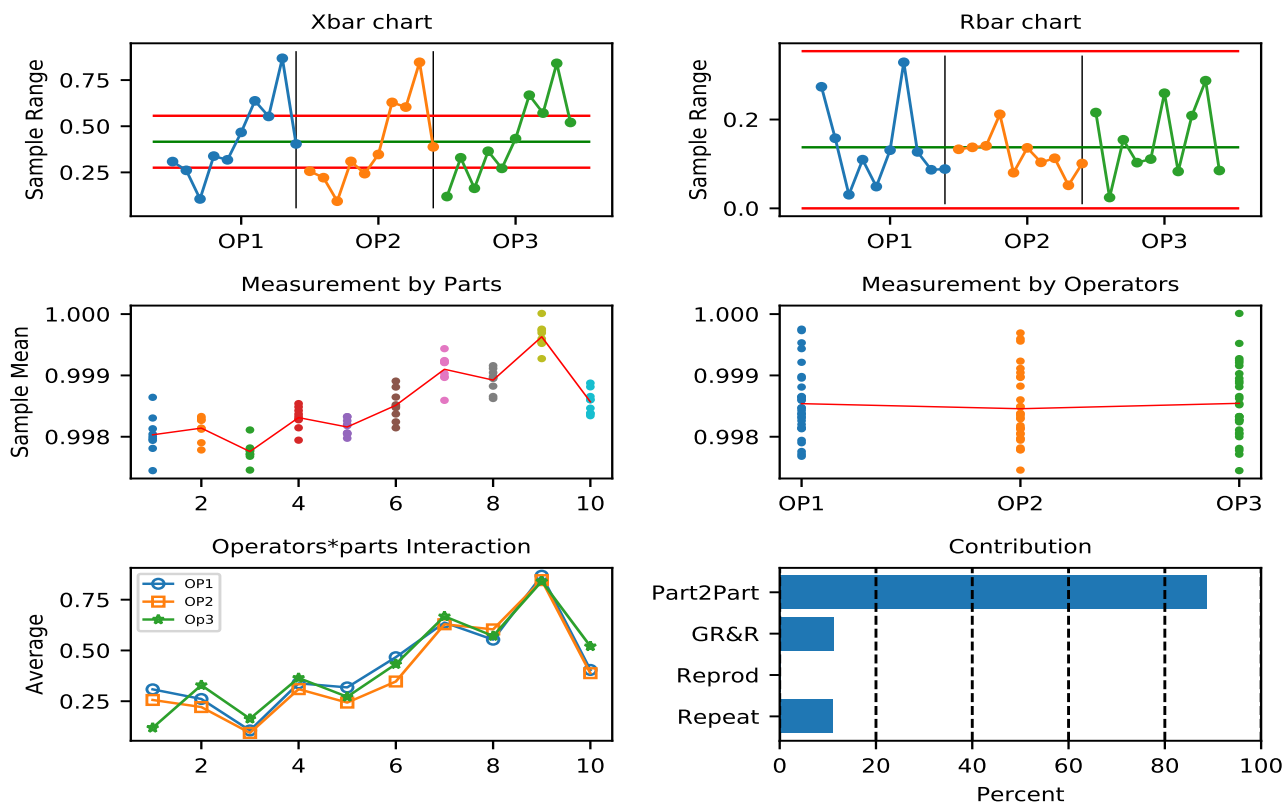 Xbar chart
Sample Range
0.75
0.50
0.25
OP1 OP2 OP3
Rbar chart
Sample Range
0.2
0.0
OP1 OP2 OP3
Measurement by Parts
Sample Mean
1.000
0.999
0.998
2 4 6 8 10
Measurement by Operators
1.000
0.999
0.998
OP1 OP2 OP3
Operators*parts Interaction
Average
0.75
0.50
0.25
OP1
OP2
Op3
2 4 6 8 10
Contribution
Part2Part
GR&R
Reprod
Repeat
0 20 40 60 80 100
Percent